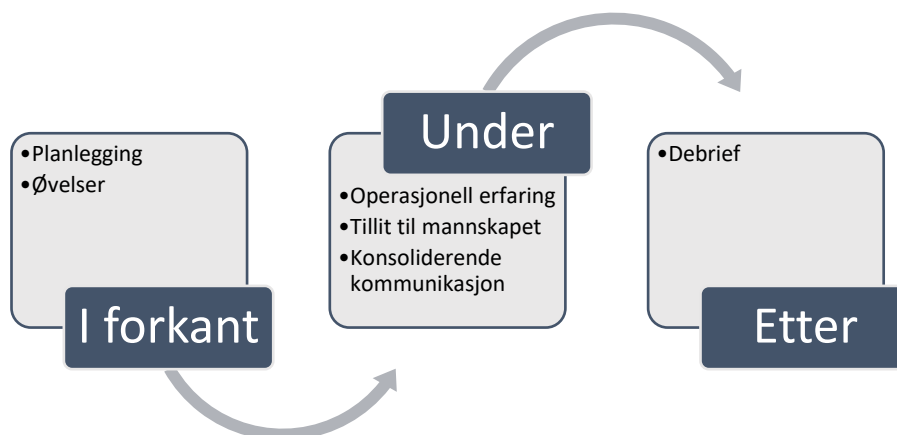 •Planlegging
•Øvelser
I forkant
Under
•Operasjonell erfaring
•Tillit til mannskapet
•Konsoliderende
kommunikasjon
•Debrief
Etter